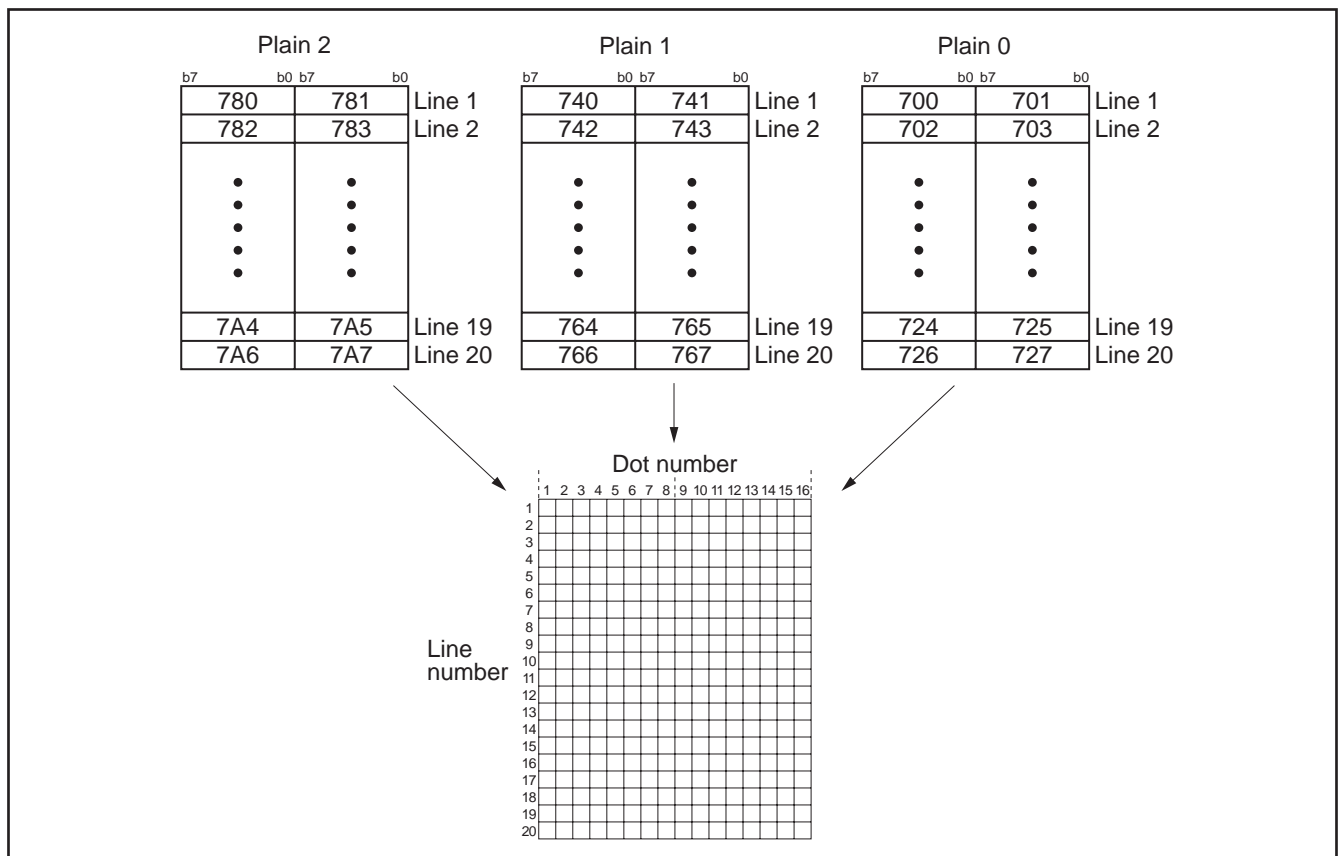 Plain 2 Plain 1 Plain 0
b7 b0 b7 b0 b7 b0 b7 b0 b7 b0 b7 b0
780 781 Line 1 740 741 Line 1 700 701 Line 1
782 783 Line 2 742 743 Line 2 702 703 Line 2
7A4 7A5 Line 19 764 765 Line 19 724 725 Line 19
7A6 7A7 Line 20 766 767 Line 20 726 727 Line 20
Dot number
1 2 3 4 5 6 7 8 9 10 11 12 13 14 15 16
1
2
3
4
5
6
7
8
9
Line
10
number
11
12
13
14
15
16
17
18
19
20